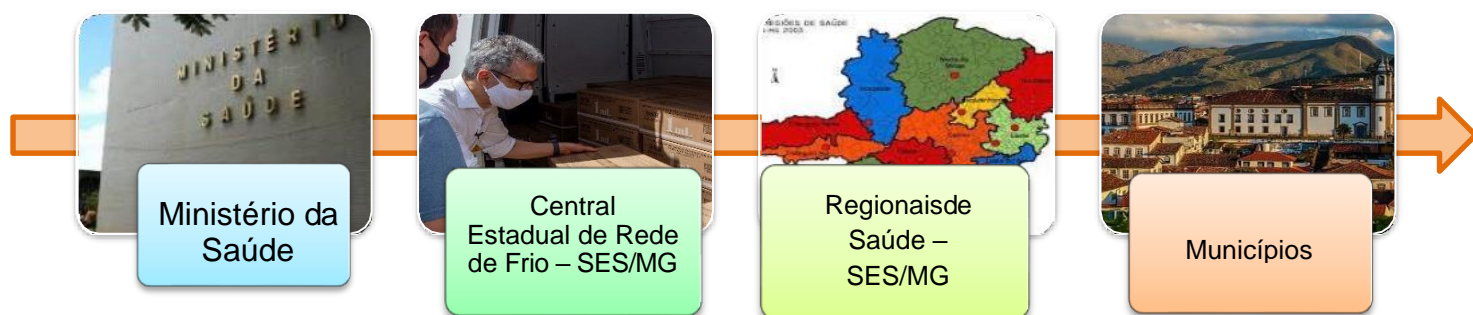 MINISTÉRIO
DA
SAÚDE
Ministério da
Saúde
Central
Estadual de Rede
de Frio – SES/MG
Regionaisde
Saúde –
SES/MG
Municípios